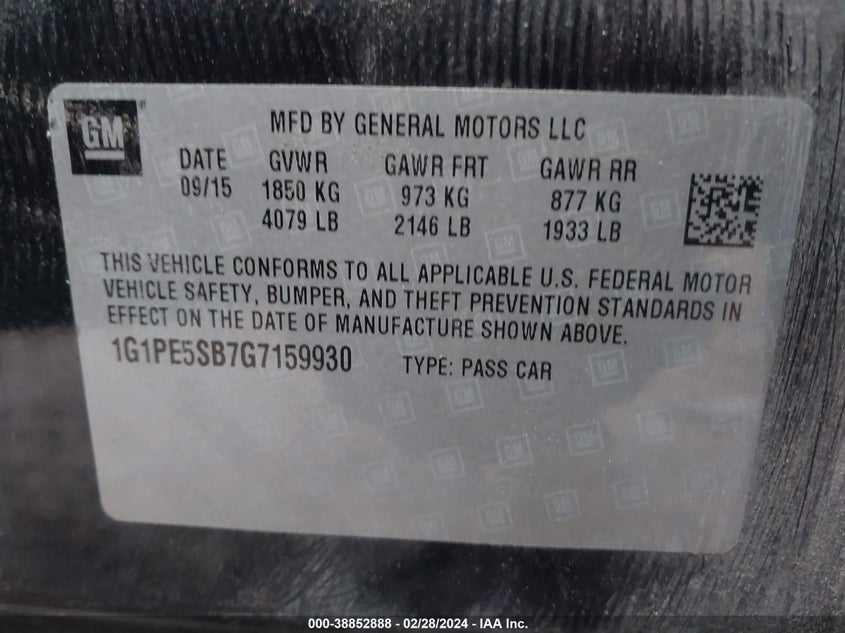 GM
MFD BY GENERAL MOTORS LLC
DATE GVWR GAWR FRT GAWR RR
09/15 1850 KG 973 KG 877 KG
4079 LB 2146 LB 1933 LB
THIS VEHICLE CONFORMS TO ALL APPLICABLE U.S. FEDERAL MOTOR
VEHICLE SAFETY, BUMPER, AND THEFT PREVENTION STANDARDS IN
EFFECT ON THE DATE OF MANUFACTURE SHOWN ABOVE.
1G1PE5SB7G7159930 TYPE: PASS CAR
000-38852888 - 02/28/2024 - IAA Inc.